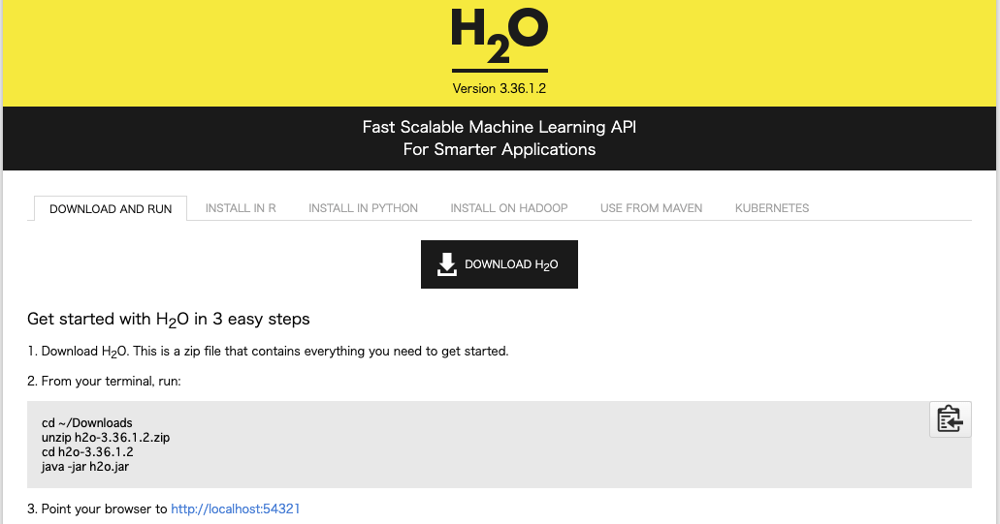 H2O
Version 3.36.1.2
Fast Scalable Machine Learning API
For Smarter Applications
DOWNLOAD AND RUN INSTALL IN R INSTALL IN PYTHON INSTALL ON HADOOP USE FROM MAVEN KUBERNETES
DOWNLOAD H2O
Get started with H2O in 3 easy steps
1. Download H2O. This is a zip file that contains everything you need to get started.
2. From your terminal, run:
cd ~/Downloads
unzip h2o-3.36.1.2.zip
cd h2o-3.36.1.2
java -jar h2o.jar
3. Point your browser to http://localhost:54321